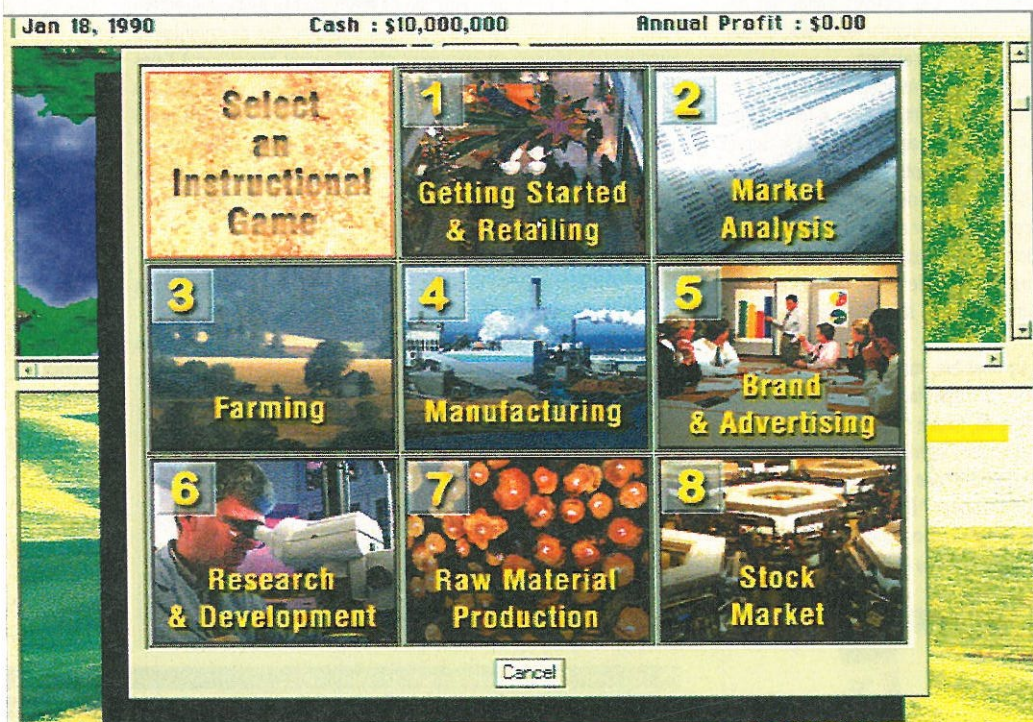 Jan 18, 1990 Cash : $10,000,000 Annual Profit : $0.00
Select
an
Instructional
Game
1
Getting Started
& Retailing
2
Market
Analysis
3
Farming
4
Manufacturing
5
Brand
& Advertising
6
Research
& Development
7
Raw Material
Production
8
Stock
Market
Cancel